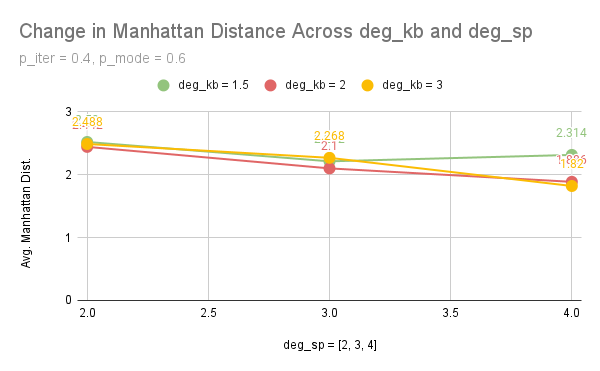 Change in Manhattan Distance Across deg_kb and deg_sp
p_iter = 0.4, p_mode = 0.6
deg_kb = 1.5
deg_kb = 2
deg_kb = 3
3
2
1
0
Avg. Manhattan Dist.
2.488
2.268
2.1
2.314
1.82
2.0
2.5
3.0
3.5
4.0
deg_sp = [2, 3, 4]